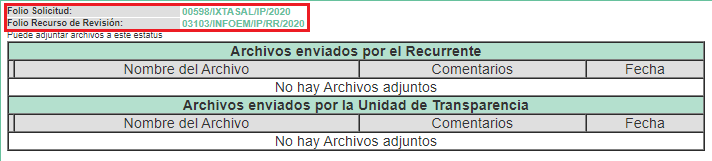 Folio Solicitud: 00598/IXTASAL/IP/2020
Folio Recurso de Revisión: 03103/INFOEM/IP/RR/2020
Puede adjuntar archivos a este estatus
Archivos enviados por el Recurrente
Nombre del Archivo Comentarios Fecha
No hay Archivos adjuntos
Archivos enviados por la Unidad de Transparencia
Nombre del Archivo Comentarios Fecha
No hay Archivos adjuntos